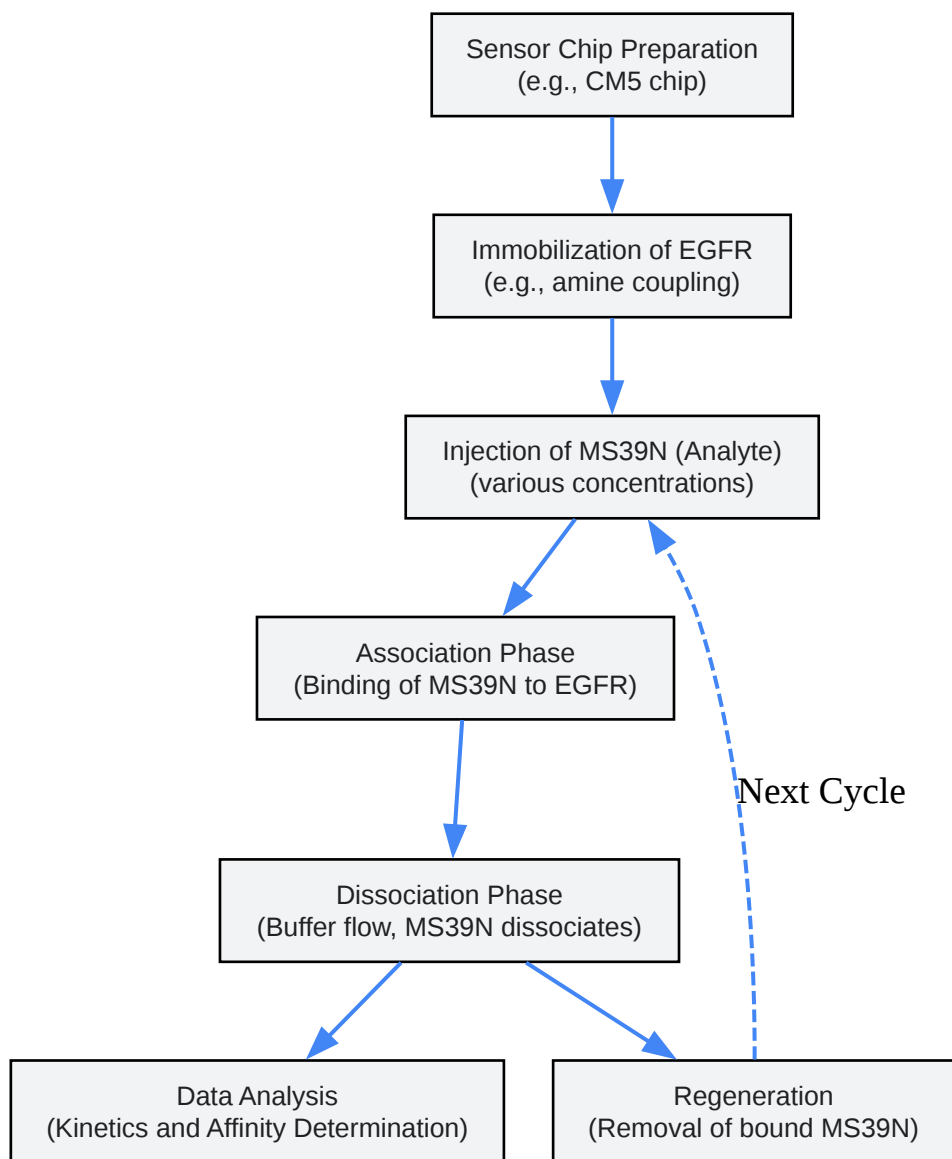 Sensor Chip Preparation
(e.g., CM5 chip)
Immobilization of EGFR
(e.g., amine coupling)
Injection of MS39N (Analyte)
(various concentrations)
Association Phase
(Binding of MS39N to EGFR)
Next Cycle
Dissociation Phase
(Buffer flow, MS39N dissociates)
Data Analysis
(Kinetics and Affinity Determination)
Regeneration
(Removal of bound MS39N)